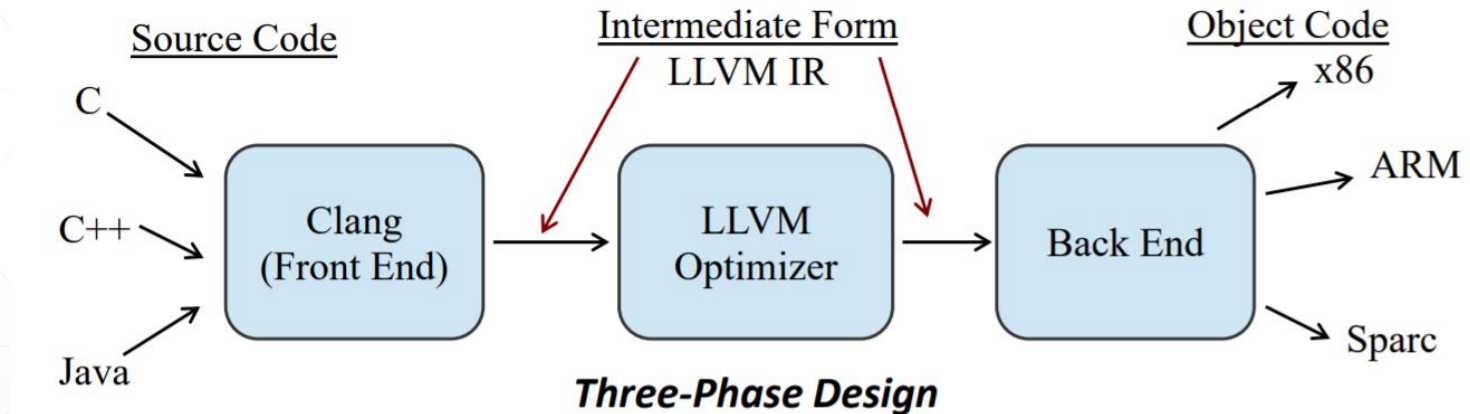 Source Code
Intermediate Form
LLVM IR
Object Code
C
C++
Java
Clang
(Front End)
LLVM
Optimizer
Back End
x86
ARM
Sparc
Three-Phase Design